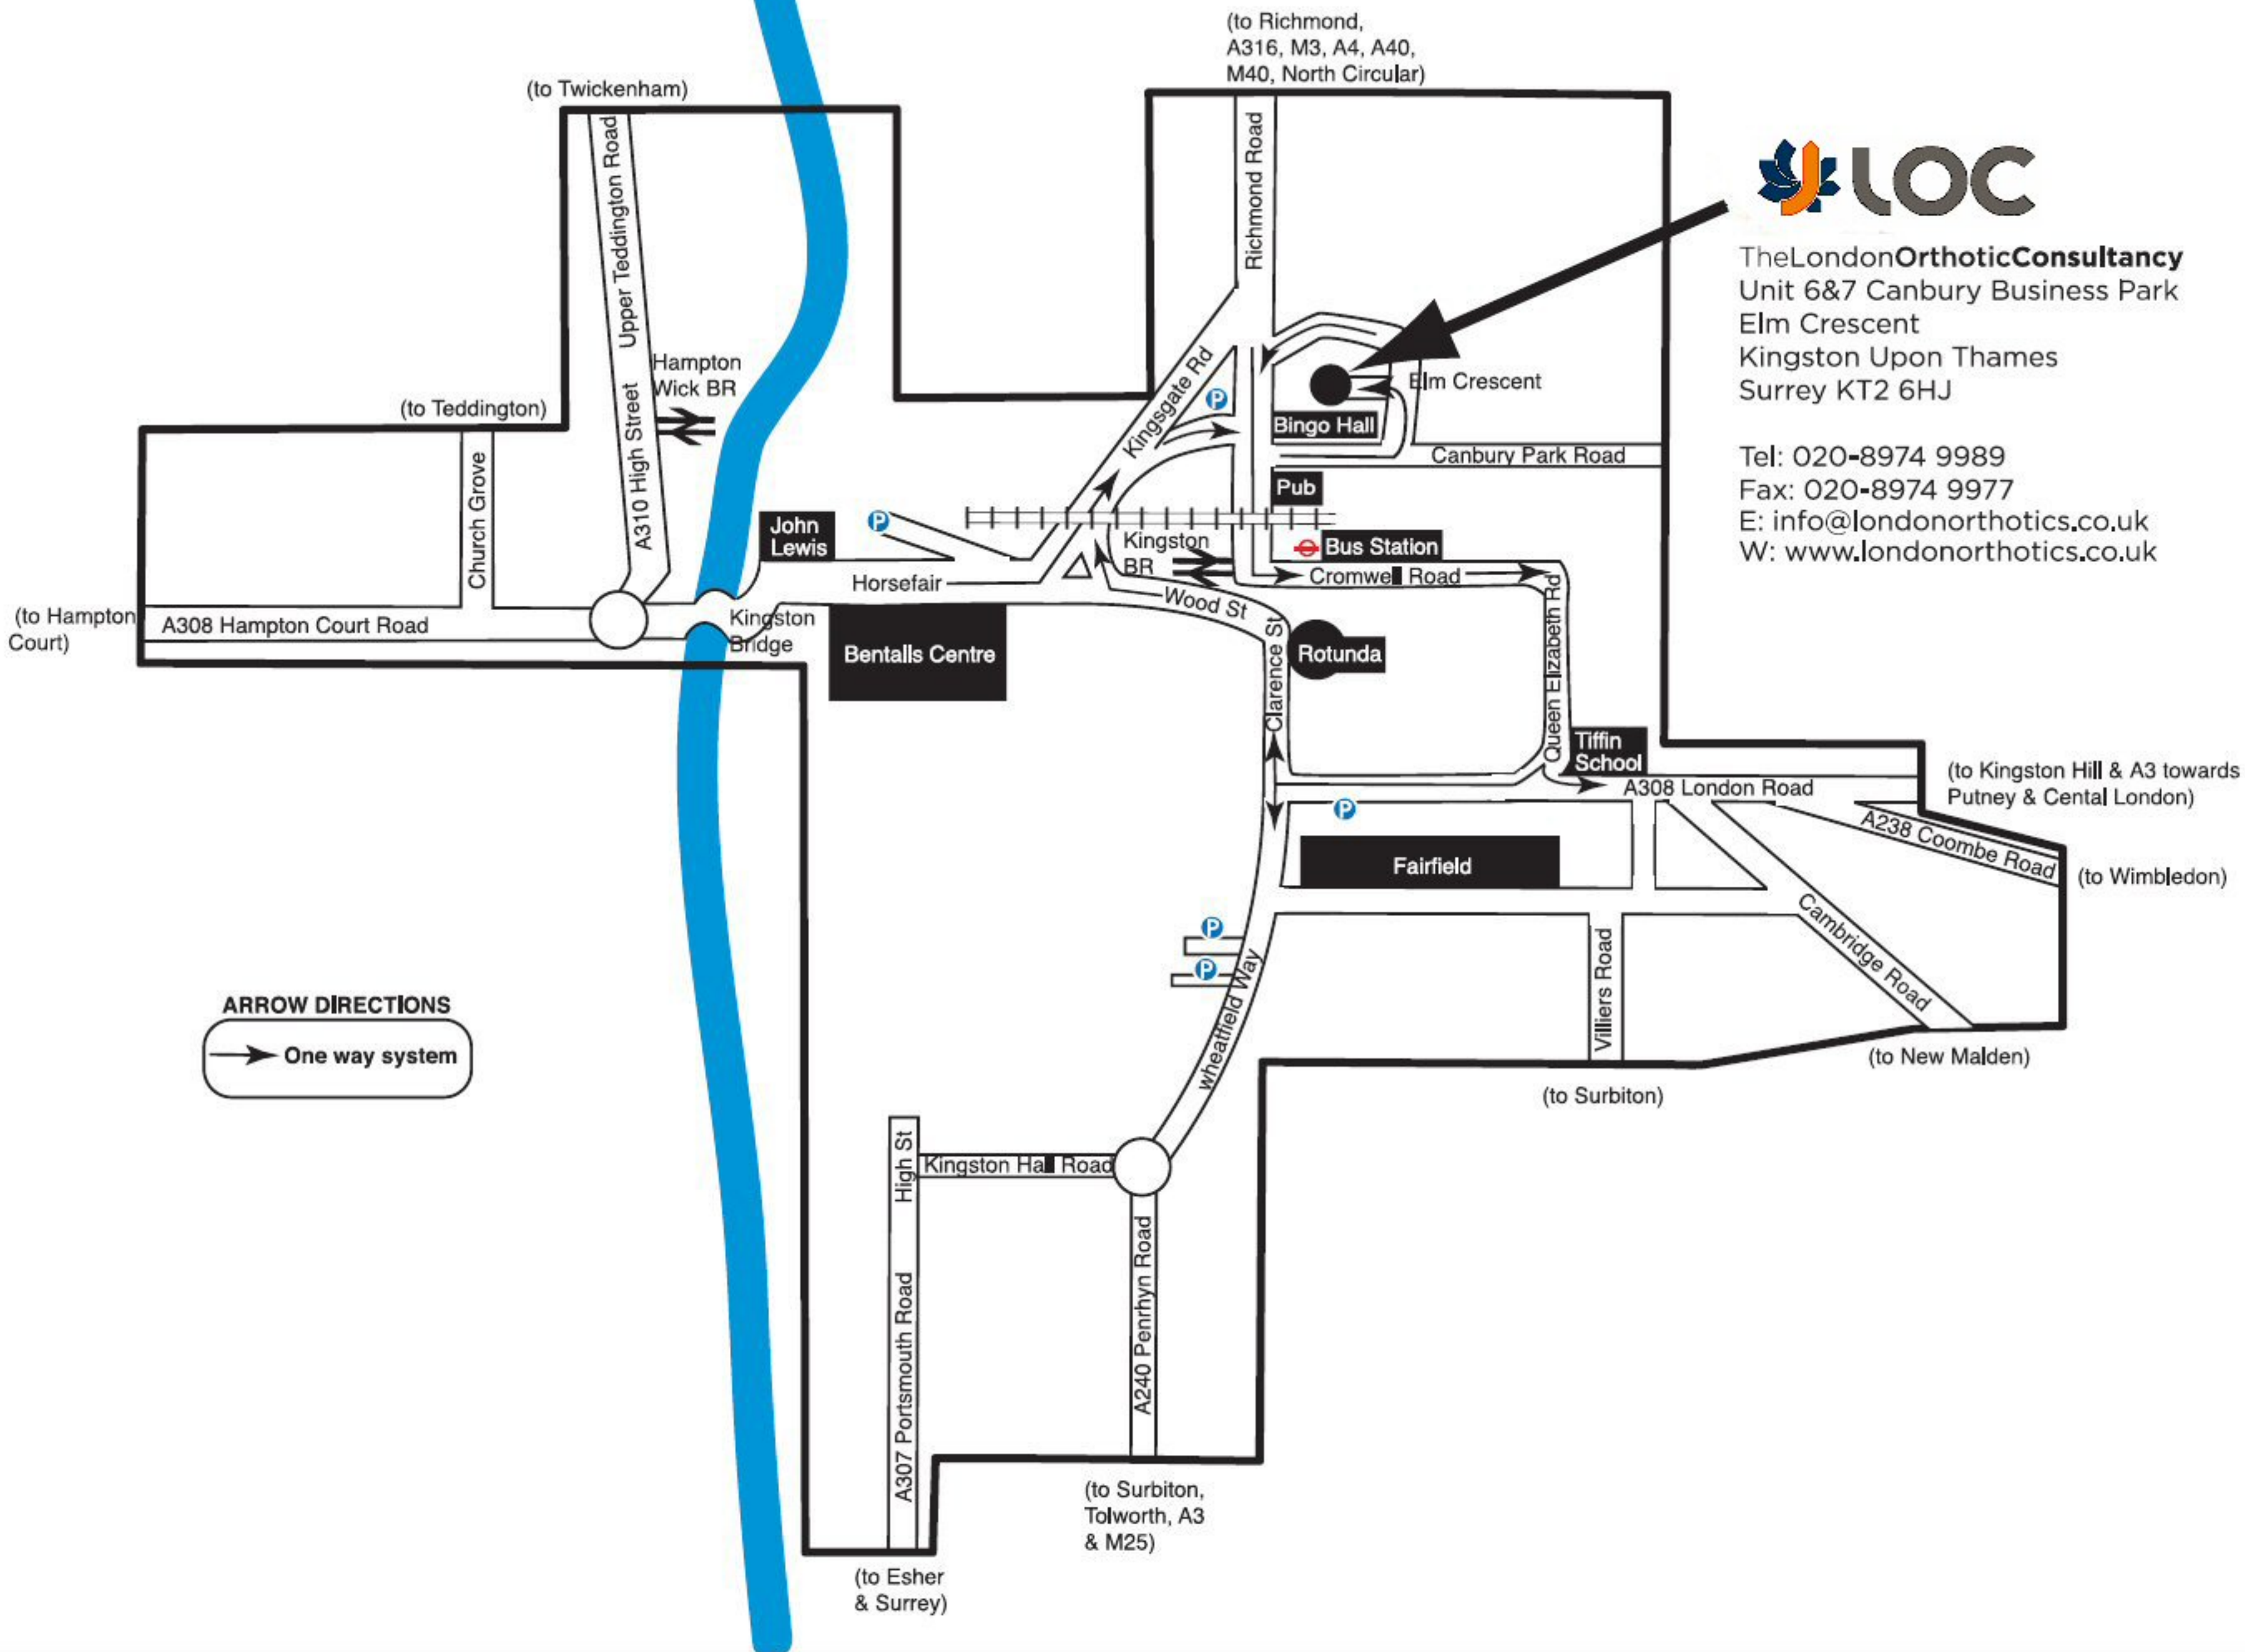 (to Richmond,
A316, M3, A4, A40,
M40, North Circular)
(to Twickenham)
Upper Teddington Road
Richmond Road
LOC
TheLondonOrthoticConsultancy
Unit 6&7 Canbury Business Park
Elm Crescent
Kingston Upon Thames
Surrey KT2 6HJ
Tel: 020-8974 9989
Fax: 020-8974 9977
E: info@londonorthotics.co.uk
W: www.londonorthotics.co.uk
Hampton
Wick BR
(to Teddington)
Church Grove
A310 High Street
Kingsgate Rd
P
Elm Crescent
Bingo Hall
Canbury Park Road
Pub
John
Lewis
P
Kingston
BR
Bus Station
Horsefair
Cromwell Road
Wood St
(to Hampton
Court)
A308 Hampton Court Road
Kingston
Bridge
Bentalls Centre
Clarence St
Rotunda
Queen Elizabeth Rd
Tiffin
School
(to Kingston Hill & A3 towards
Putney & Cental London)
A308 London Road
P
A238 Coombe Road
(to Wimbledon)
Fairfield
Cambridge Road
P
P
wheatfield Way
Villiers Road
ARROW DIRECTIONS
One way system
(to New Malden)
(to Surbiton)
High St
Kingston Hall Road
A307 Portsmouth Road
A240 Penrhyn Road
(to Surbiton,
Tolworth, A3
& M25)
(to Esher
& Surrey)